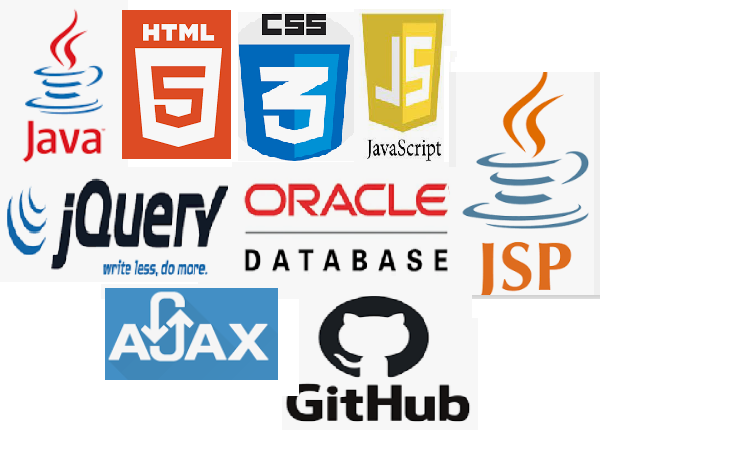 Java
HTML
5
CSS
3
JS
JavaScript
jQuery
write less, do more.
ORACLE
DATABASE
JSP
AJAX
GitHub